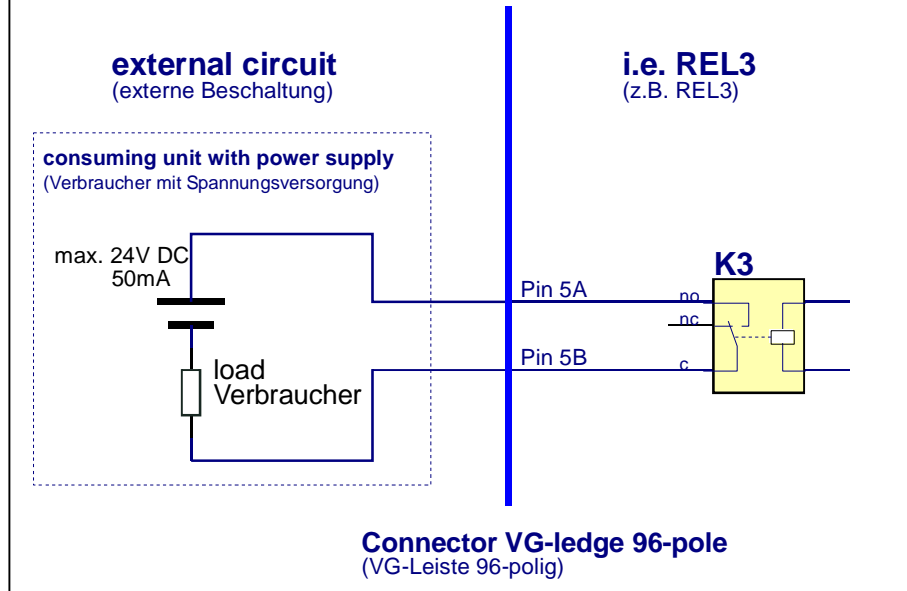 external circuit
(externe Beschaltung)
i.e. REL3
(z.B. REL3)
consuming unit with power supply
(Verbraucher mit Spannungsversorgung)
max. 24V DC
50mA
load
Verbraucher
Pin 5A
Pin 5B
K3
no
nc
c
Connector VG-ledge 96-pole
(VG-Leiste 96-polig)